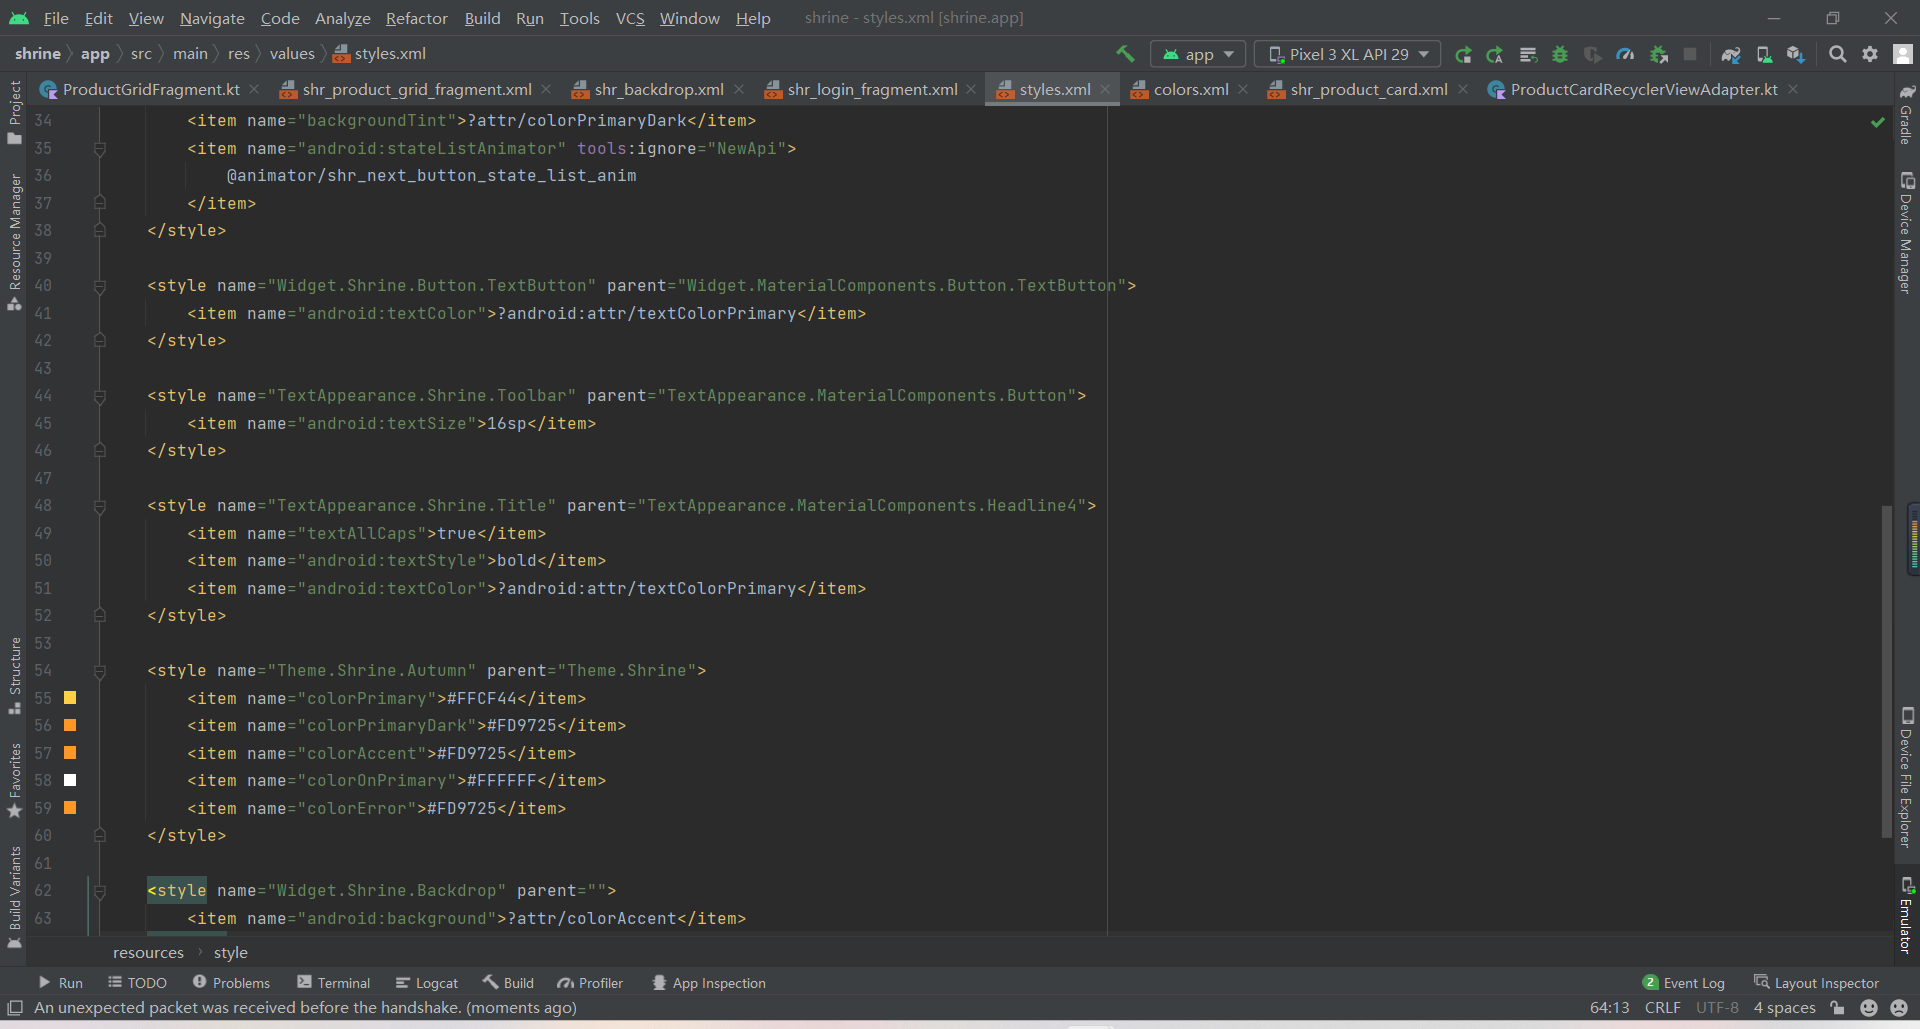 File Edit View Navigate Code Analyze Refactor Build Run Tools VCS Window Help shrine - styles.xml [shrine.app]
shrine app src main res values styles.xml app Pixel 3 XL API 29
ProductGridFragment.kt shr_product_grid_fragment.xml shr_backdrop.xml shr_login_fragment.xml styles.xml colors.xml shr_product_card.xml ProductCardRecyclerViewAdapter.kt
Project
Resource Manager
Structure
Favorites
Build Variants
34 <item name="backgroundTint">?attr/colorPrimaryDark</item>
35 <item name="android:stateListAnimator" tools:ignore="NewApi">
36 @animator/shr_next_button_state_list_anim
37 </item>
38 </style>
39
40 <style name="Widget.Shrine.Button.TextButton" parent="Widget.MaterialComponents.Button.TextButton">
41 <item name="android:textColor">?android:attr/textColorPrimary</item>
42 </style>
43
44 <style name="TextAppearance.Shrine.Toolbar" parent="TextAppearance.MaterialComponents.Button">
45 <item name="android:textSize">16sp</item>
46 </style>
47
48 <style name="TextAppearance.Shrine.Title" parent="TextAppearance.MaterialComponents.Headline4">
49 <item name="textAllCaps">true</item>
50 <item name="android:textStyle">bold</item>
51 <item name="android:textColor">?android:attr/textColorPrimary</item>
52 </style>
53
54 <style name="Theme.Shrine.Autumn" parent="Theme.Shrine">
55 <item name="colorPrimary">#FFCF44</item>
56 <item name="colorPrimaryDark">#FD9725</item>
57 <item name="colorAccent">#FD9725</item>
58 <item name="colorOnPrimary">#FFFFFF</item>
59 <item name="colorError">#FD9725</item>
60 </style>
61
62 <style name="Widget.Shrine.Backdrop" parent="">
63 <item name="android:background">?attr/colorAccent</item>
Gradle
Device Manager
Device File Explorer
Emulator
resources style
Run TODO Problems Terminal Logcat Build Profiler App Inspection 2 Event Log Layout Inspector
An unexpected packet was received before the handshake. (moments ago) 64:13 CRLF UTF-8 4 spaces